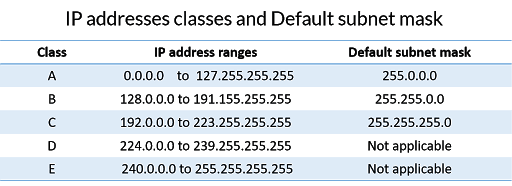 IP addresses classes and Default subnet mask
Class IP address ranges Default subnet mask
A 0.0.0.0 to 127.255.255.255 255.0.0.0
B 128.0.0.0 to 191.155.255.255 255.255.0.0
C 192.0.0.0 to 223.255.255.255 255.255.255.0
D 224.0.0.0 to 239.255.255.255 Not applicable
E 240.0.0.0 to 255.255.255.255 Not applicable